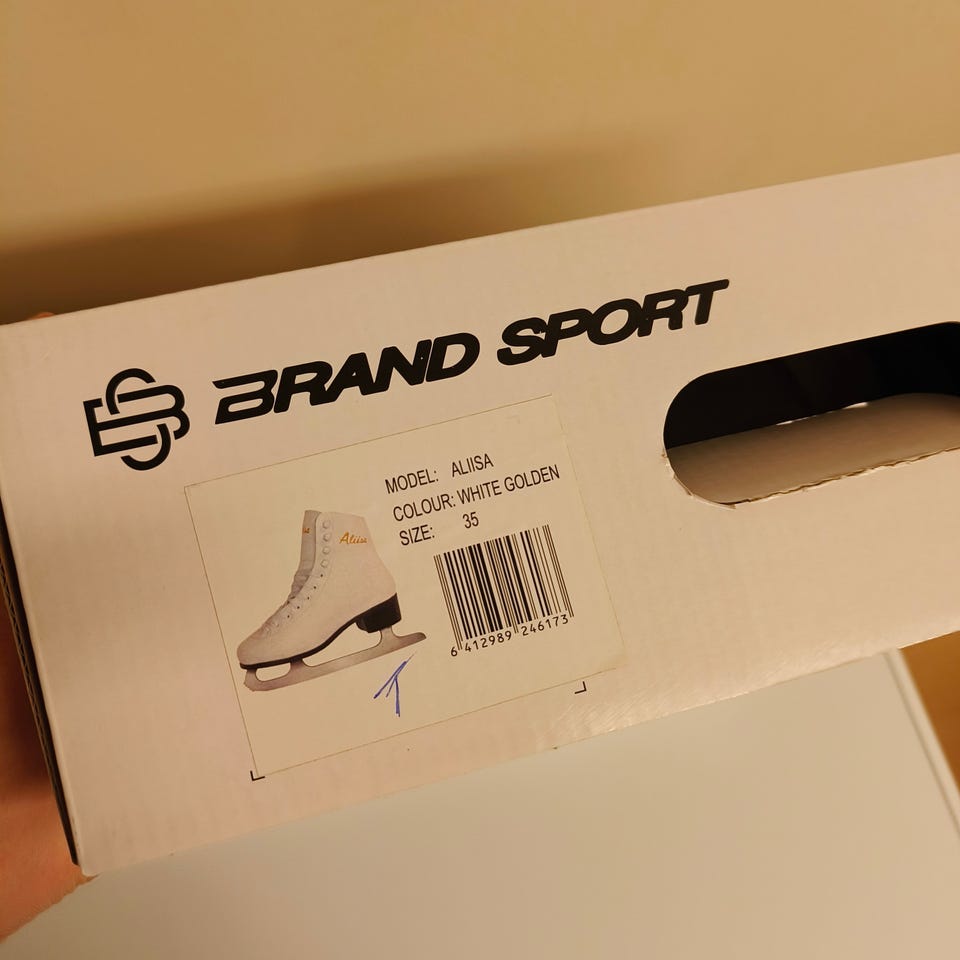 BRAND SPORT
MODEL: ALIISA
COLOUR: WHITE GOLDEN
SIZE: 35
Aliisa
6 412989 246173